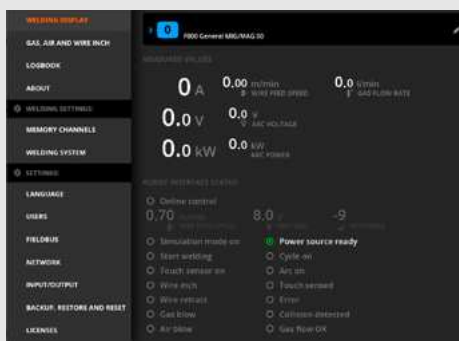 WELDING DISPLAY
GAS, AIR AND WIRE INCH
LOGBOOK
ABOUT
WELDING SETTINGS
MEMORY CHANNELS
WELDING SYSTEM
SETTINGS
LANGUAGE
USERS
FIELDBUS
NETWORK
INPUT/OUTPUT
BACKUP, RESTORE AND RESET
LICENSES
0
F000 General MIG/MAG 50
MEASURED VALUES
0 A
0.00 m/min
WIRE FEED SPEED
0.0 l/min
GAS FLOW RATE
0.0 V
0.0 V
ARC VOLTAGE
0.0 kW
0.0 kW
ARC POWER
ROBOT INTERFACE STATUS
Online control
0.70
8.0
-9
Simulation mode on
Power source ready
Start welding
Cycle on
Touch sensor on
Arc on
Wire inch
Touch sensed
Wire retract
Error
Gas blow
Collision detected
Air blow
Gas flow OK